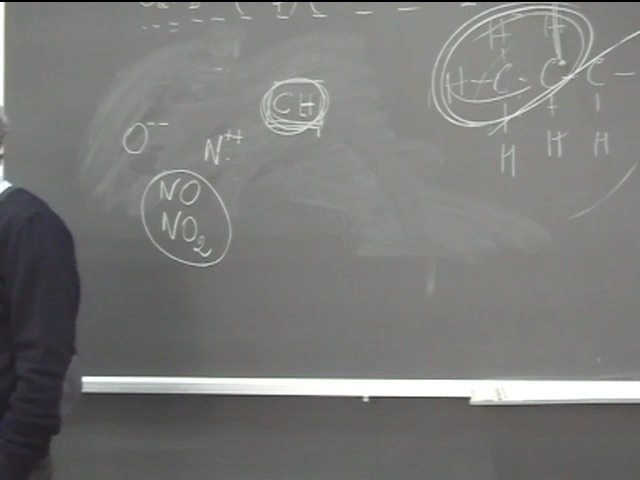 O--
N++
CH
NO
NO2
H H
H-C-C-C-
H H H